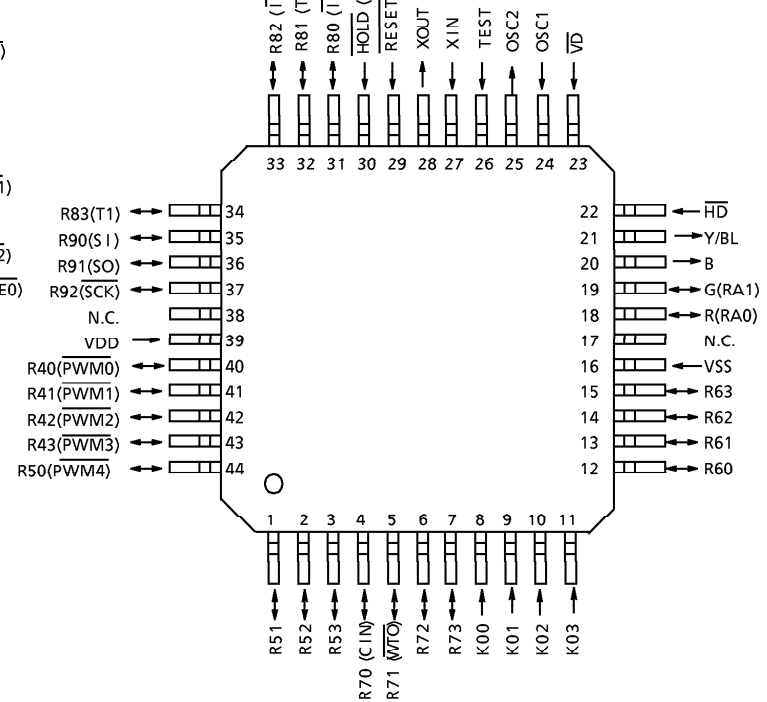 R82 (I
R81 (T
R80 (I
HOLD (
RESET
XOUT
XIN
TEST
OSC2
OSC1
VD
33 32 31 30 29 28 27 26 25 24 23
1)
2)
E0)
R83(T1) 34
R90(SI) 35
R91(SO) 36
R92(SCK) 37
N.C. 38
VDD 39
R40(PWM0) 40
R41(PWM1) 41
R42(PWM2) 42
R43(PWM3) 43
R50(PWM4) 44
22 HD
21 Y/BL
20 B
19 G(RA1)
18 R(RA0)
17 N.C.
16 VSS
15 R63
14 R62
13 R61
12 R60
1 2 3 4 5 6 7 8 9 10 11
R51
R52
R53
R70 (CIN)
R71 (WTO)
R72
R73
K00
K01
K02
K03